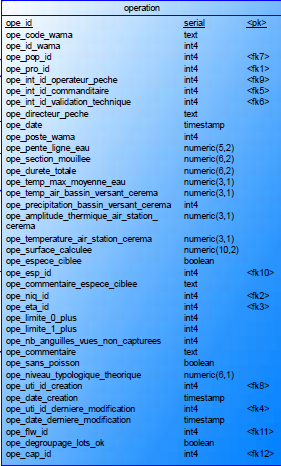 operation
ope_id serial <pk>
ope_code_wama text
ope_id_wama int4
ope_pop_id int4 <fk7>
ope_pro_id int4 <fk1>
ope_int_id_operateur_peche int4 <fk9>
ope_int_id_commanditaire int4 <fk5>
ope_int_id_validation_technique int4 <fk6>
ope_directeur_peche text
ope_date timestamp
ope_poste_wama int4
ope_pente_ligne_eau numeric(5,2)
ope_section_mouillee numeric(6,2)
ope_durete_totale numeric(6,2)
ope_temp_max_moyenne_eau numeric(3,1)
ope_temp_air_bassin_versant_cerema numeric(3,1)
ope_precipitation_bassin_versant_cerema int4
ope_amplitude_thermique_air_station_ numeric(3,1)
cerema
ope_temperature_air_station_cerema numeric(3,1)
ope_surface_calculee numeric(10,2)
ope_espece_ciblee boolean
ope_esp_id int4 <fk10>
ope_commentaire_espece_ciblee text
ope_niq_id int4 <fk2>
ope_eta_id int4 <fk3>
ope_limite_0_plus int4
ope_limite_1_plus int4
ope_nb_anguilles_vues_non_capturees int4
ope_commentaire text
ope_sans_poisson boolean
ope_niveau_typologique_theorique numeric(6,1)
ope_uti_id_creation int4 <fk8>
ope_date_creation timestamp
ope_uti_id_derniere_modification int4 <fk4>
ope_date_derniere_modification timestamp
ope_flw_id int4 <fk11>
ope_degroupage_lots_ok boolean
ope_cap_id int4 <fk12>